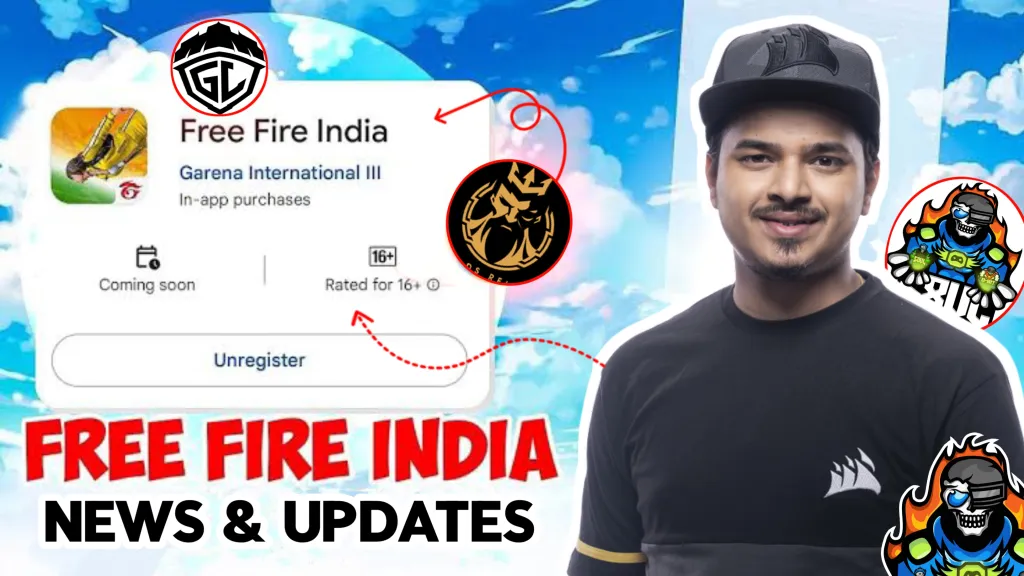 GL
Free Fire India
Garena International III
In-app purchases
16+
Coming soon
Rated for 16+
Unregister
FREE FIRE INDIA
NEWS & UPDATES